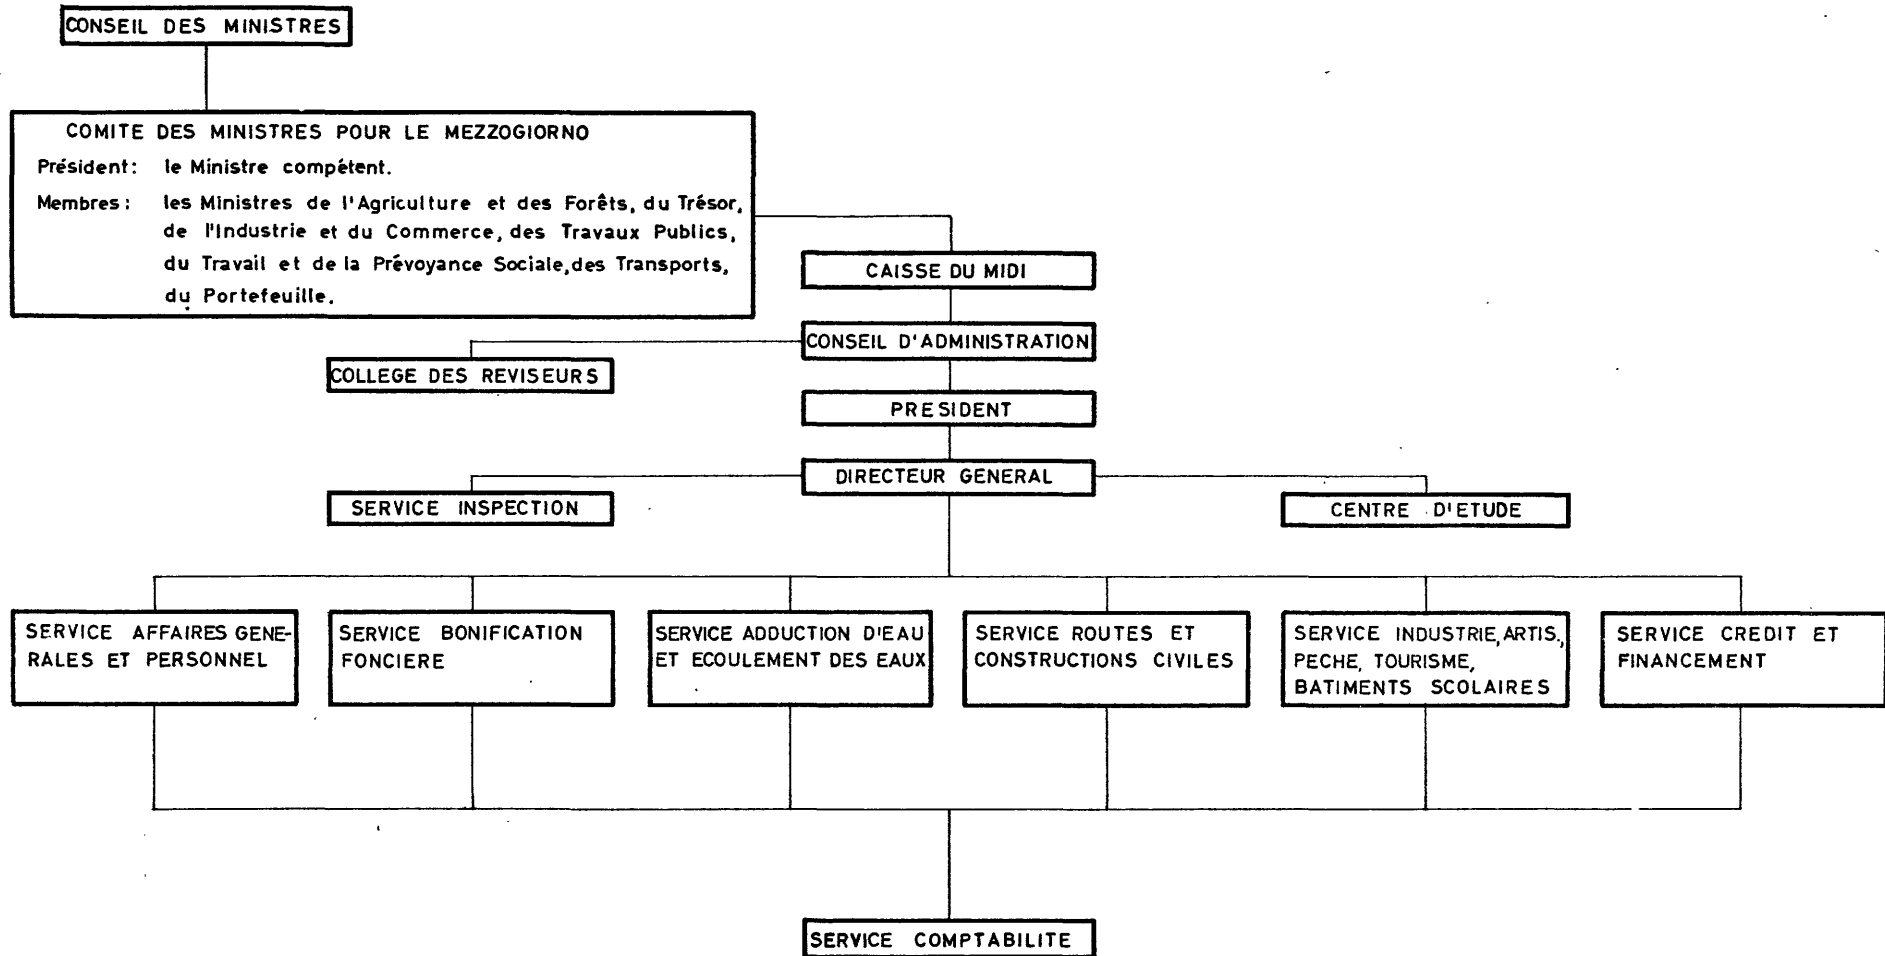 CONSEIL DES MINISTRES
COMITE DES MINISTRES POUR LE MEZZOGIORNO
Président: le Ministre compétent.
Membres: les Ministres de l'Agriculture et des Forêts, du Trésor,
de l'Industrie et du Commerce, des Travaux Publics,
du Travail et de la Prévoyance Sociale, des Transports,
du Portefeuille.
CAISSE DU MIDI
CONSEIL D'ADMINISTRATION
COLLEGE DES REVISEURS
PRESIDENT
DIRECTEUR GENERAL
SERVICE INSPECTION
CENTRE D'ETUDE
SERVICE AFFAIRES GENE-
RALES ET PERSONNEL
SERVICE BONIFICATION
FONCIERE
SERVICE ADDUCTION D'EAU
ET ECOULEMENT DES EAUX
SERVICE ROUTES ET
CONSTRUCTIONS CIVILES
SERVICE INDUSTRIE, ARTIS.,
PECHE, TOURISME,
BATIMENTS SCOLAIRES
SERVICE CREDIT ET
FINANCEMENT
SERVICE COMPTABILITE